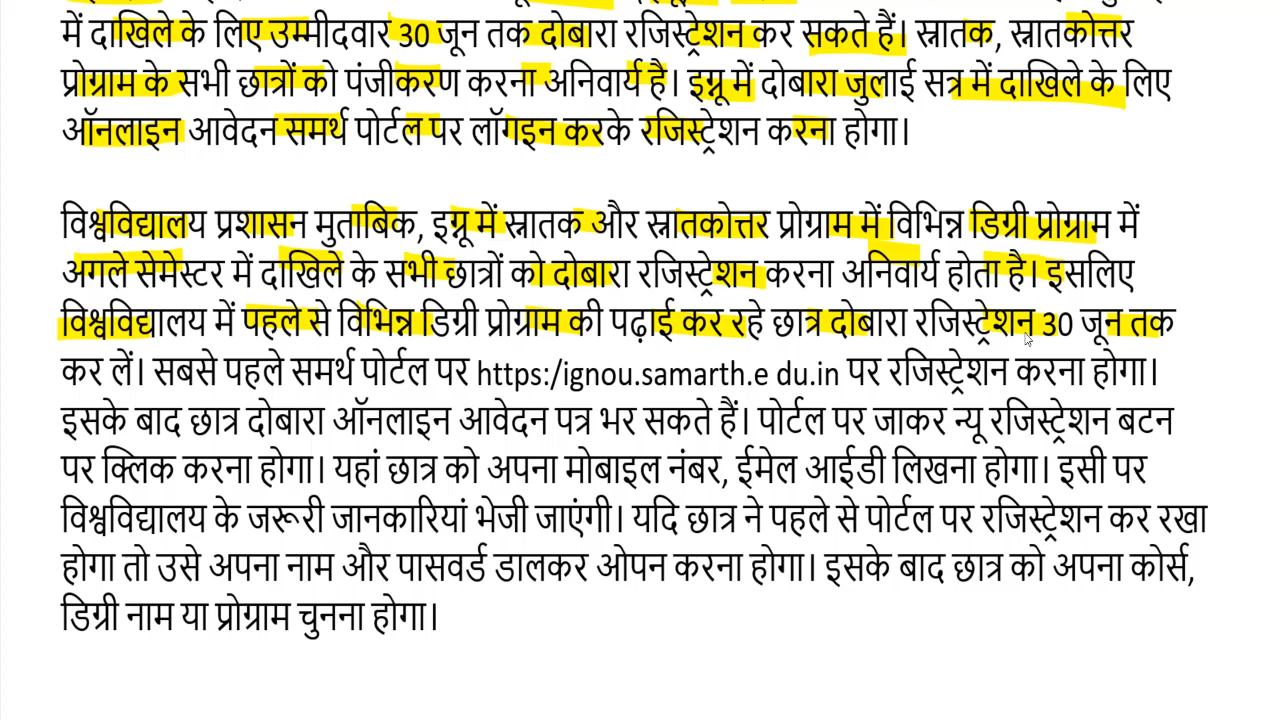 में दाखिले के लिए उम्मीदवार 30 जून तक दोबारा रजिस्ट्रेशन कर सकते हैं। स्नातक, स्नातकोत्तर
प्रोग्राम के सभी छात्रों को पंजीकरण करना अनिवार्य है। इग्नू में दोबारा जुलाई सत्र में दाखिले के लिए
ऑनलाइन आवेदन समर्थ पोर्टल पर लॉगइन करके रजिस्ट्रेशन करना होगा।
विश्वविद्यालय प्रशासन मुताबिक, इग्नू में स्नातक और स्नातकोत्तर प्रोग्राम में विभिन्न डिग्री प्रोग्राम में
अगले सेमेस्टर में दाखिले के सभी छात्रों को दोबारा रजिस्ट्रेशन करना अनिवार्य होता है। इसलिए
विश्वविद्यालय में पहले से विभिन्न डिग्री प्रोग्राम की पढ़ाई कर रहे छात्र दोबारा रजिस्ट्रेशन 30 जून तक
कर लें। सबसे पहले समर्थ पोर्टल पर https:/ignou.samarth.e du.in पर रजिस्ट्रेशन करना होगा।
इसके बाद छात्र दोबारा ऑनलाइन आवेदन पत्र भर सकते हैं। पोर्टल पर जाकर न्यू रजिस्ट्रेशन बटन
पर क्लिक करना होगा। यहां छात्र को अपना मोबाइल नंबर, ईमेल आईडी लिखना होगा। इसी पर
विश्वविद्यालय के जरूरी जानकारियां भेजी जाएंगी। यदि छात्र ने पहले से पोर्टल पर रजिस्ट्रेशन कर रखा
होगा तो उसे अपना नाम और पासवर्ड डालकर ओपन करना होगा। इसके बाद छात्र को अपना कोर्स,
डिग्री नाम या प्रोग्राम चुनना होगा।